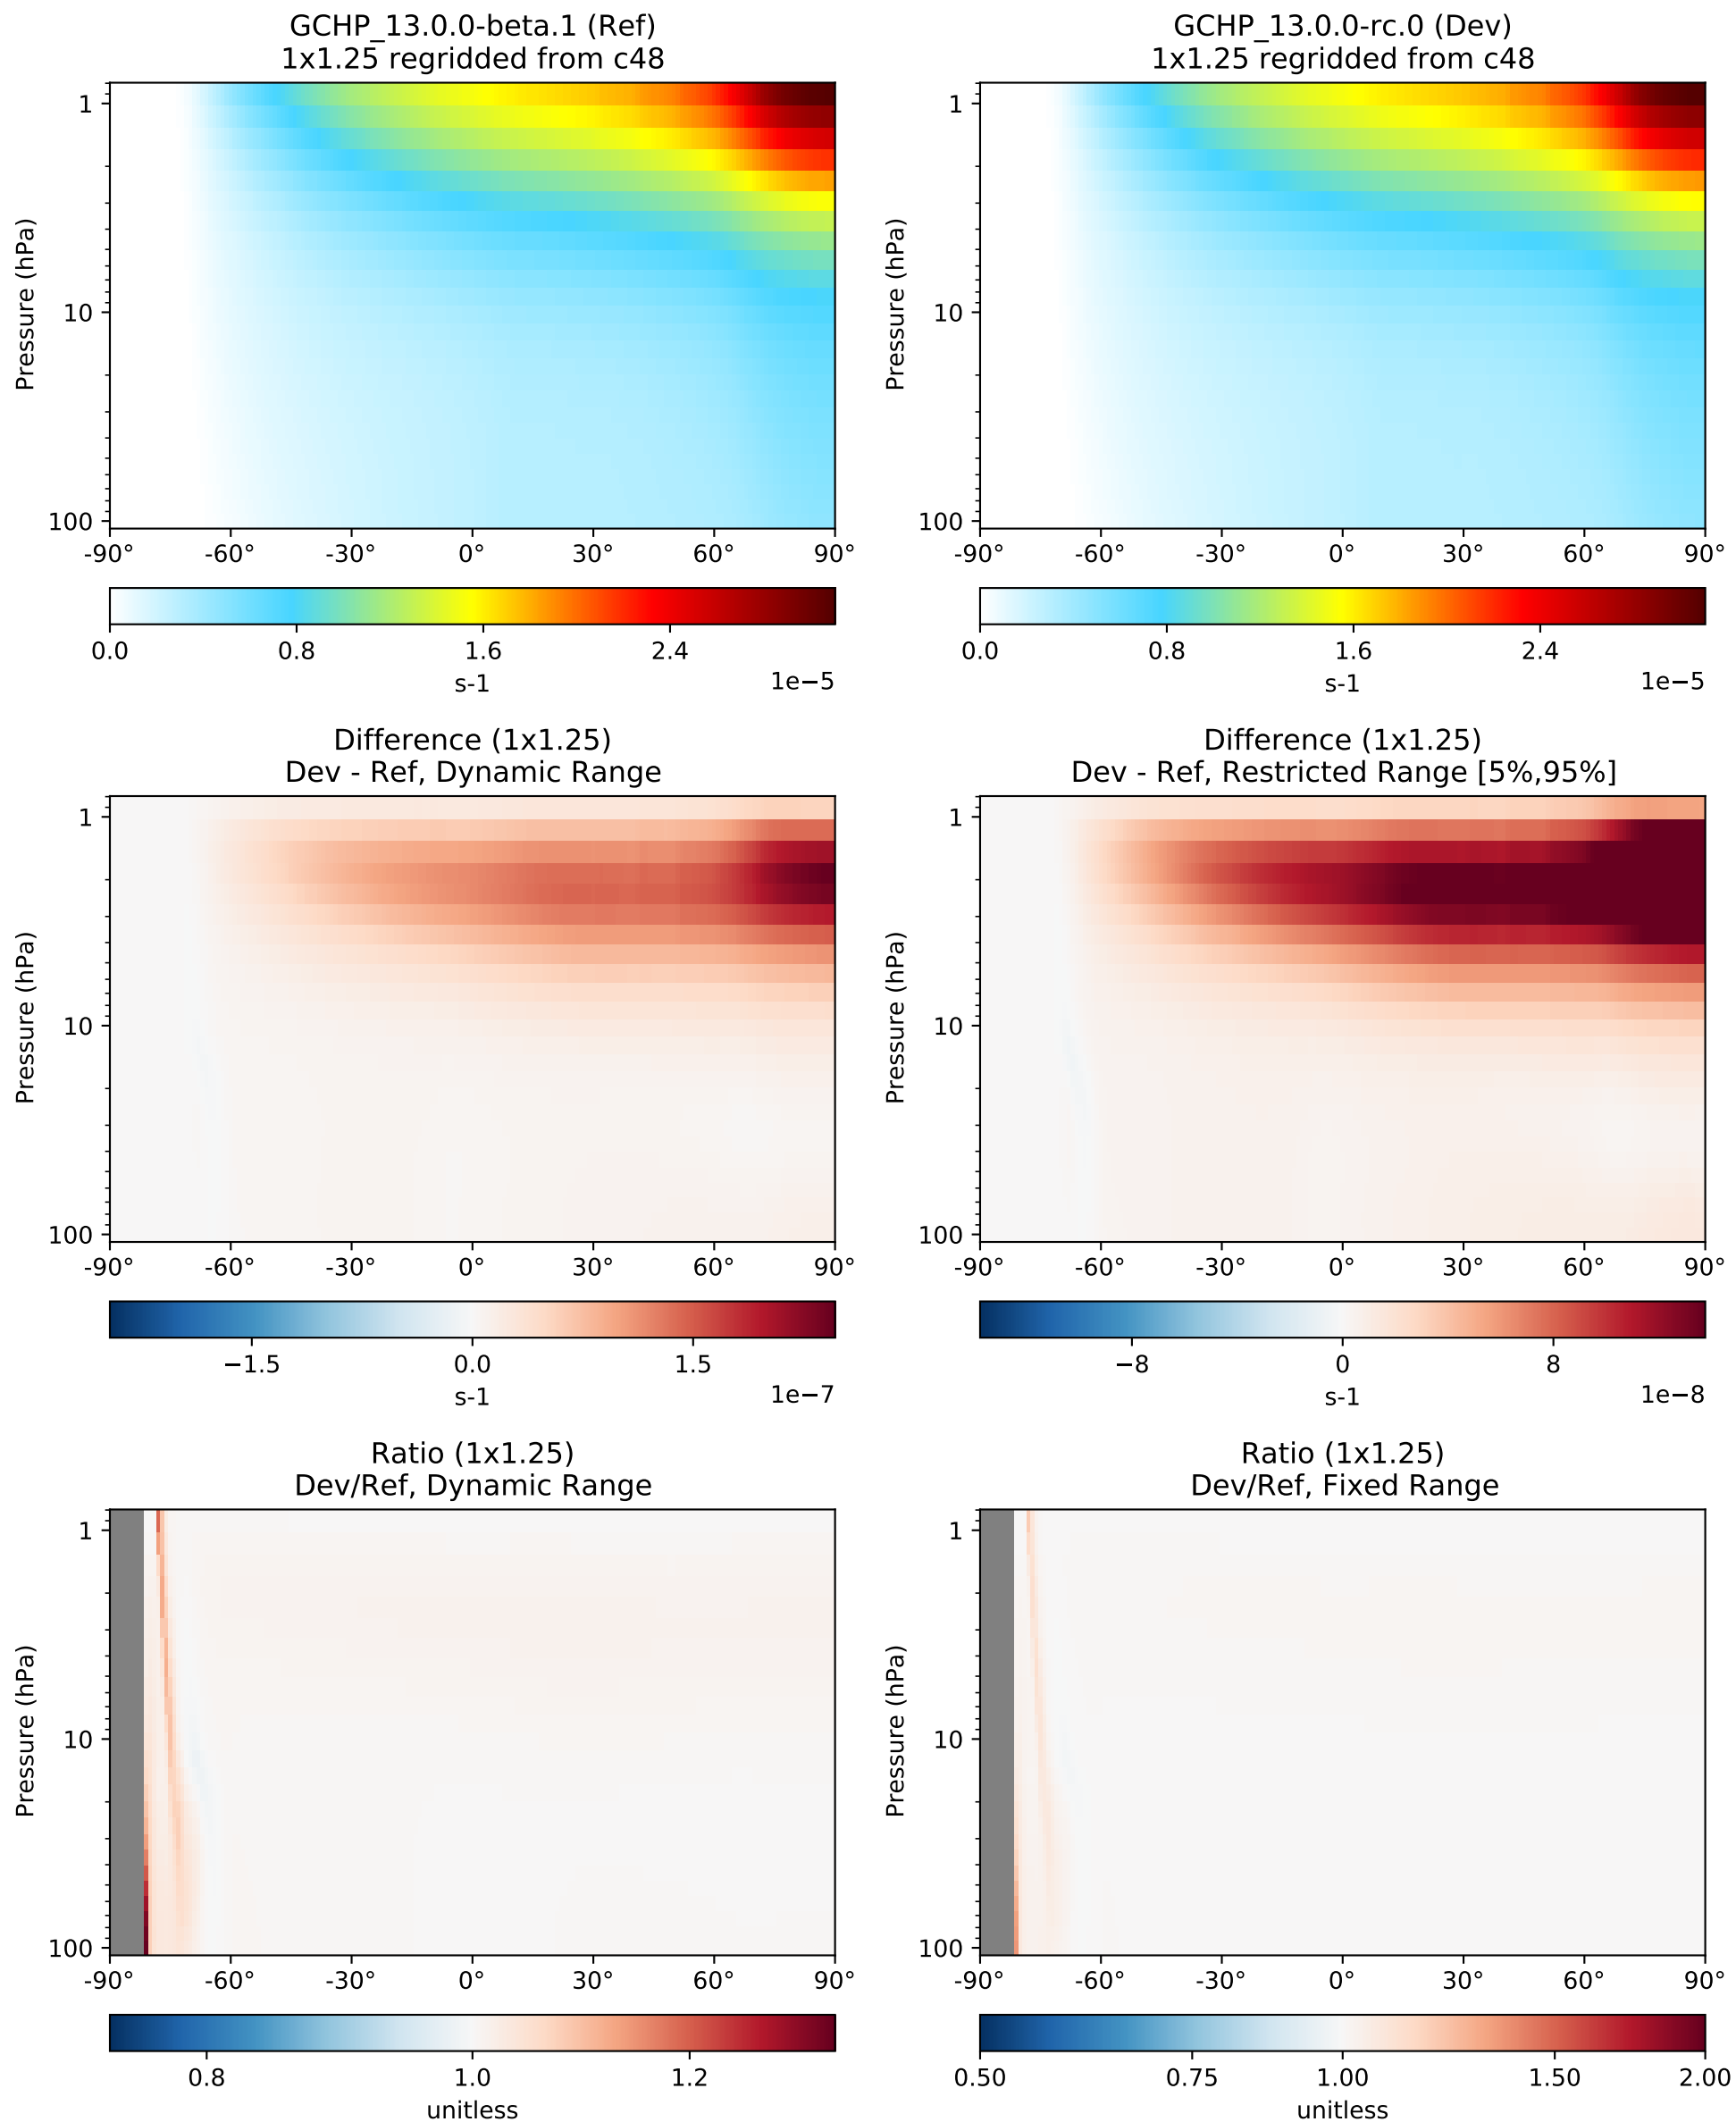 GCHP_13.0.0-beta.1 (Ref)
1x1.25 regridded from c48
Pressure (hPa)
1
10
100
-90° -60° -30° 0° 30° 60° 90°
0.0 0.8 1.6 2.4
s-1
1e−5
GCHP_13.0.0-rc.0 (Dev)
1x1.25 regridded from c48
Pressure (hPa)
1
10
100
-90° -60° -30° 0° 30° 60° 90°
0.0 0.8 1.6 2.4
s-1
1e−5
Difference (1x1.25)
Dev - Ref, Dynamic Range
Pressure (hPa)
1
10
100
-90° -60° -30° 0° 30° 60° 90°
−1.5 0.0 1.5
s-1
1e−7
Difference (1x1.25)
Dev - Ref, Restricted Range [5%,95%]
Pressure (hPa)
1
10
100
-90° -60° -30° 0° 30° 60° 90°
−8 0 8
s-1
1e−8
Ratio (1x1.25)
Dev/Ref, Dynamic Range
Pressure (hPa)
1
10
100
-90° -60° -30° 0° 30° 60° 90°
0.8 1.0 1.2
unitless
Ratio (1x1.25)
Dev/Ref, Fixed Range
Pressure (hPa)
1
10
100
-90° -60° -30° 0° 30° 60° 90°
0.50 0.75 1.00 1.50 2.00
unitless